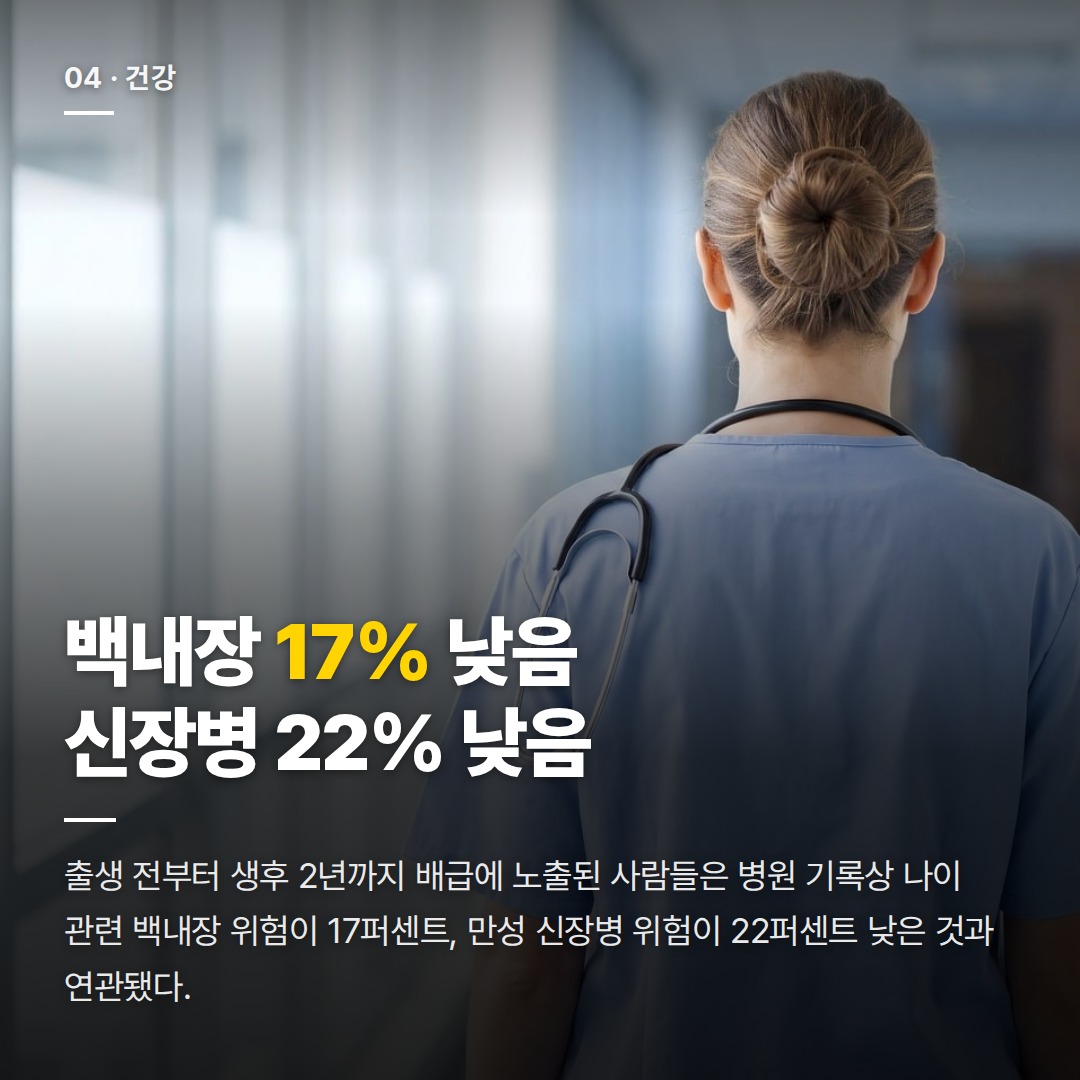 04 · 건강
백내장 17% 낮음
신장병 22% 낮음
출생 전부터 생후 2년까지 배급에 노출된 사람들은 병원 기록상 나이
관련 백내장 위험이 17퍼센트, 만성 신장병 위험이 22퍼센트 낮은 것과
연관됐다.